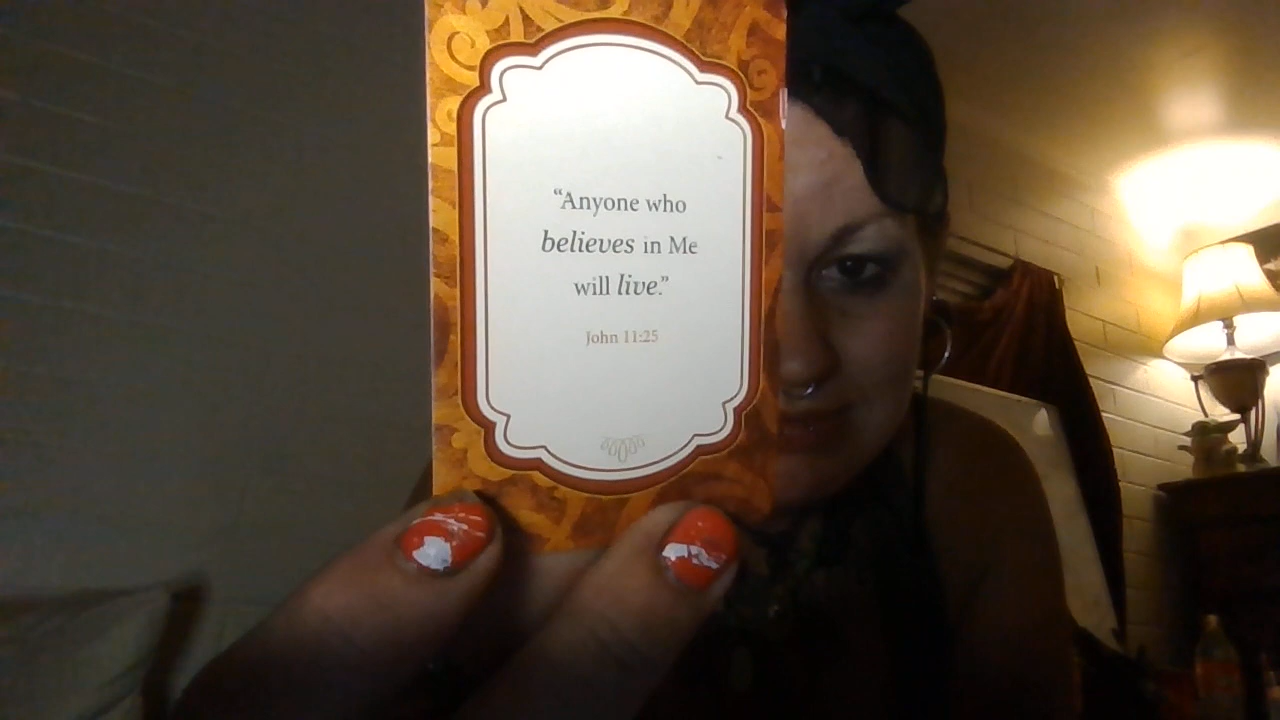 “Anyone who
believes in Me
will live.”
John 11:25